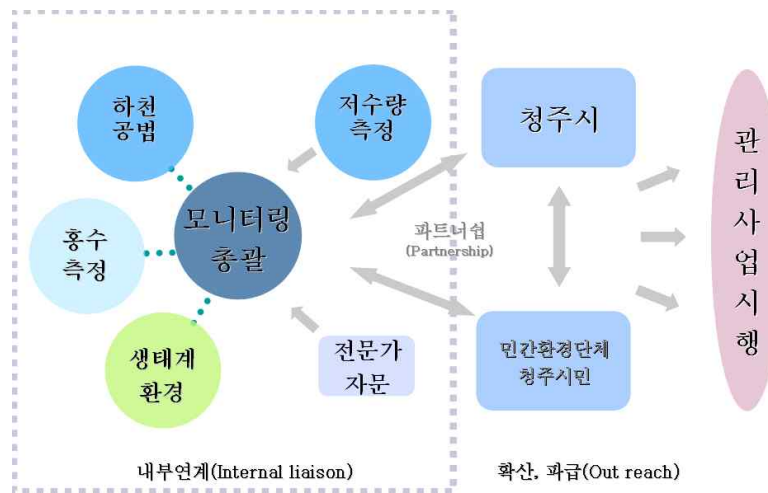 하천
공법
저수량
측정
홍수
측정
모니터링
총괄
생태계
환경
전문가
자문
파트너쉽
(Partnership)
청주시
민간환경단체
청주시민
관리사업시행
내부연계(Internal liaison)
확산, 파급(Out reach)